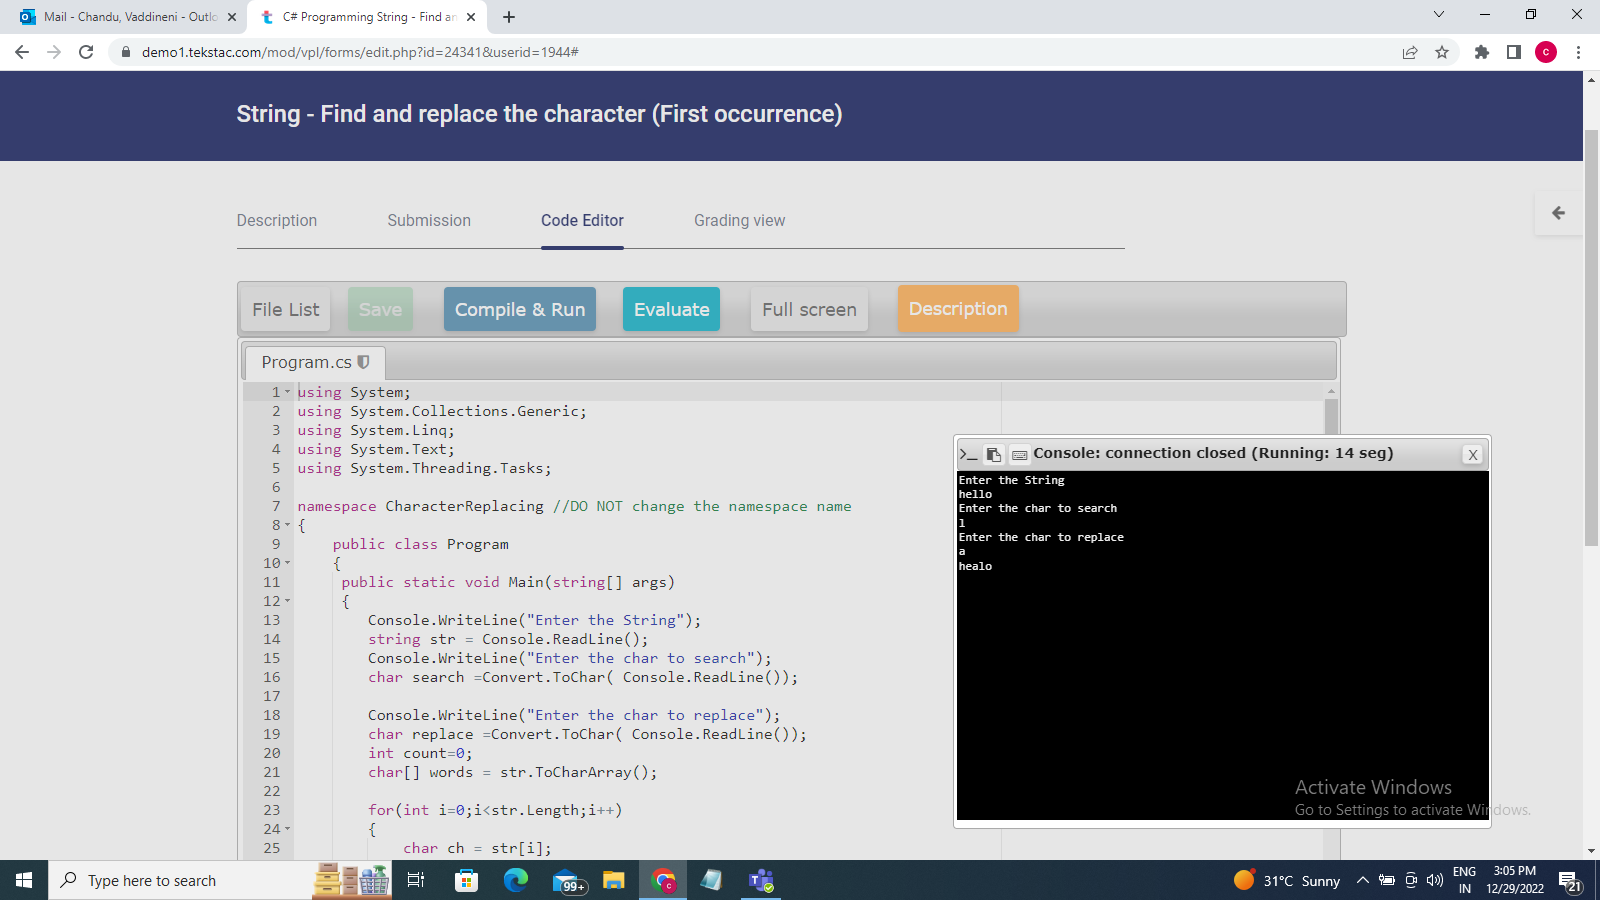 Mail - Chandu, Vaddineni - Outlo
C# Programming String - Find an
demo1.tekstac.com/mod/vpl/forms/edit.php?id=24341&userid=1944#
c
String - Find and replace the character (First occurrence)
Description Submission Code Editor Grading view
File List Save Compile & Run Evaluate Full screen Description
Program.cs
1 using System;
2 using System.Collections.Generic;
3 using System.Linq;
4 using System.Text;
5 using System.Threading.Tasks;
6
7 namespace CharacterReplacing //DO NOT change the namespace name
8 {
9 public class Program
10 {
11 public static void Main(string[] args)
12 {
13 Console.WriteLine("Enter the String");
14 string str = Console.ReadLine();
15 Console.WriteLine("Enter the char to search");
16 char search =Convert.ToChar( Console.ReadLine());
17
18 Console.WriteLine("Enter the char to replace");
19 char replace =Convert.ToChar( Console.ReadLine());
20 int count=0;
21 char[] words = str.ToCharArray();
22
23 for(int i=0;i<str.Length;i++)
24 {
25 char ch = str[i];
>_ Console: connection closed (Running: 14 seg) X
Enter the String
hello
Enter the char to search
l
Enter the char to replace
a
healo
Activate Windows
Go to Settings to activate Windows.
Type here to search
99+
31°C Sunny
ENG
IN
3:05 PM
12/29/2022
21